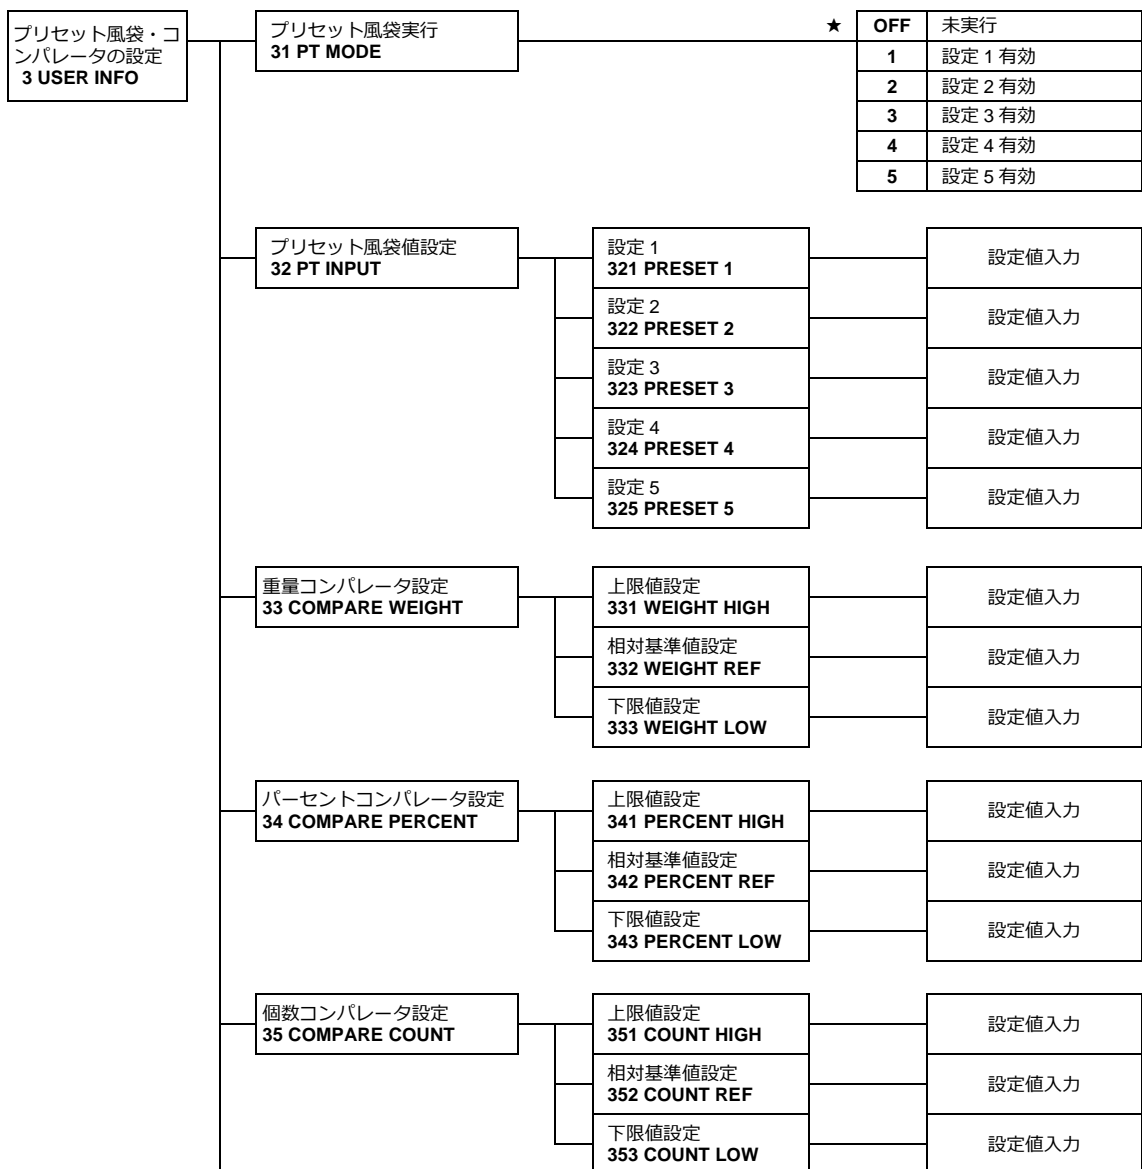 プリセット風袋・コ
ンパレータの設定
3 USER INFO
プリセット風袋実行
31 PT MODE
★ OFF 未実行
1 設定 1 有効
2 設定 2 有効
3 設定 3 有効
4 設定 4 有効
5 設定 5 有効
プリセット風袋値設定
32 PT INPUT
設定 1
321 PRESET 1
設定値入力
設定 2
322 PRESET 2
設定値入力
設定 3
323 PRESET 3
設定値入力
設定 4
324 PRESET 4
設定値入力
設定 5
325 PRESET 5
設定値入力
重量コンパレータ設定
33 COMPARE WEIGHT
上限値設定
331 WEIGHT HIGH
設定値入力
相対基準値設定
332 WEIGHT REF
設定値入力
下限値設定
333 WEIGHT LOW
設定値入力
パーセントコンパレータ設定
34 COMPARE PERCENT
上限値設定
341 PERCENT HIGH
設定値入力
相対基準値設定
342 PERCENT REF
設定値入力
下限値設定
343 PERCENT LOW
設定値入力
個数コンパレータ設定
35 COMPARE COUNT
上限値設定
351 COUNT HIGH
設定値入力
相対基準値設定
352 COUNT REF
設定値入力
下限値設定
353 COUNT LOW
設定値入力